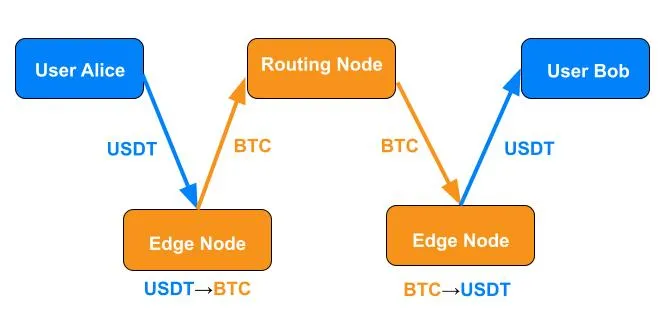 User Alice
Routing Node
User Bob
USDT
BTC
BTC
USDT
Edge Node
Edge Node
USDT→BTC
BTC→USDT